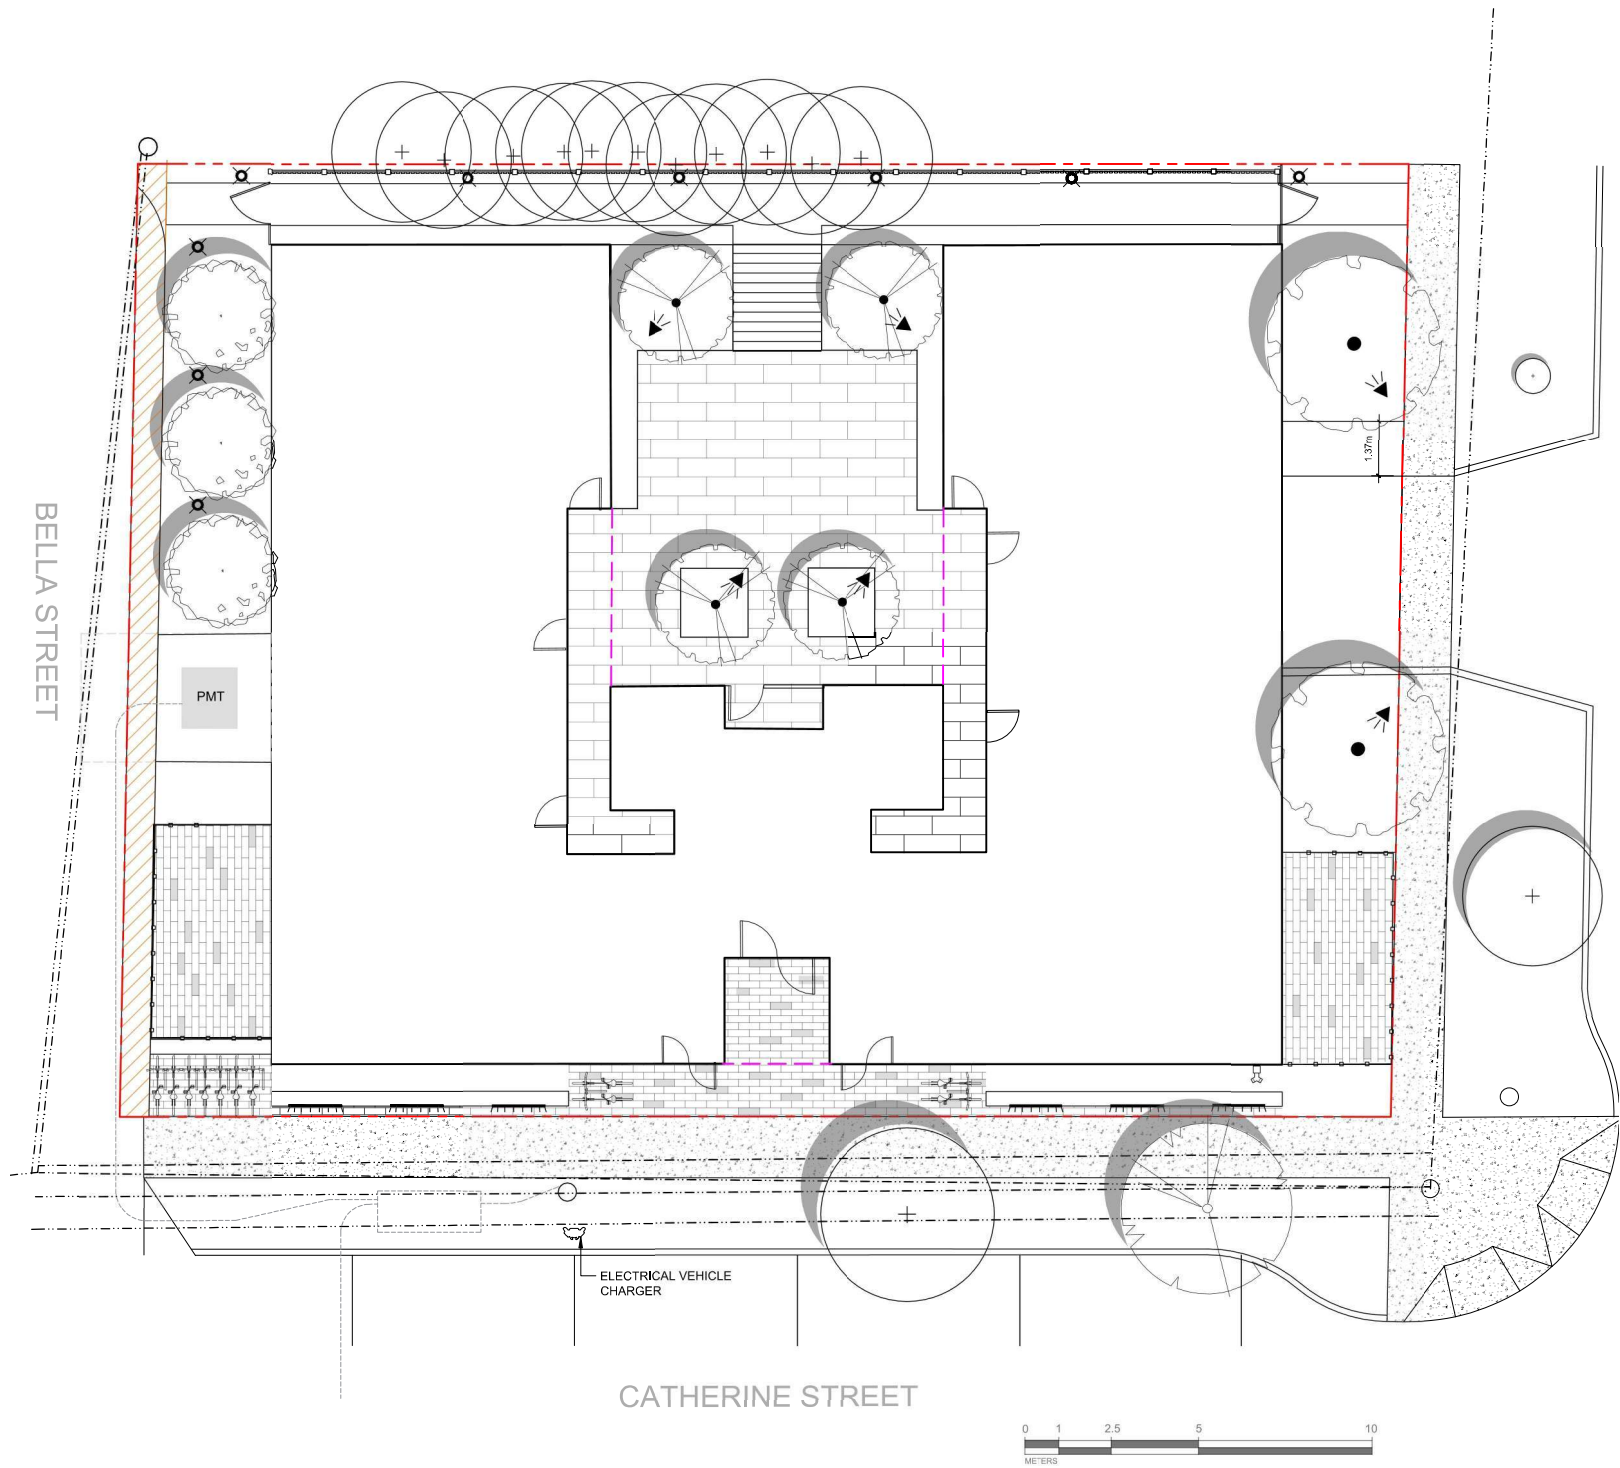 1.37m
BELLA STREET
PMT
ELECTRICAL VEHICLE
CHARGER
CATHERINE STREET
0 1 2.5 5 10
METERS